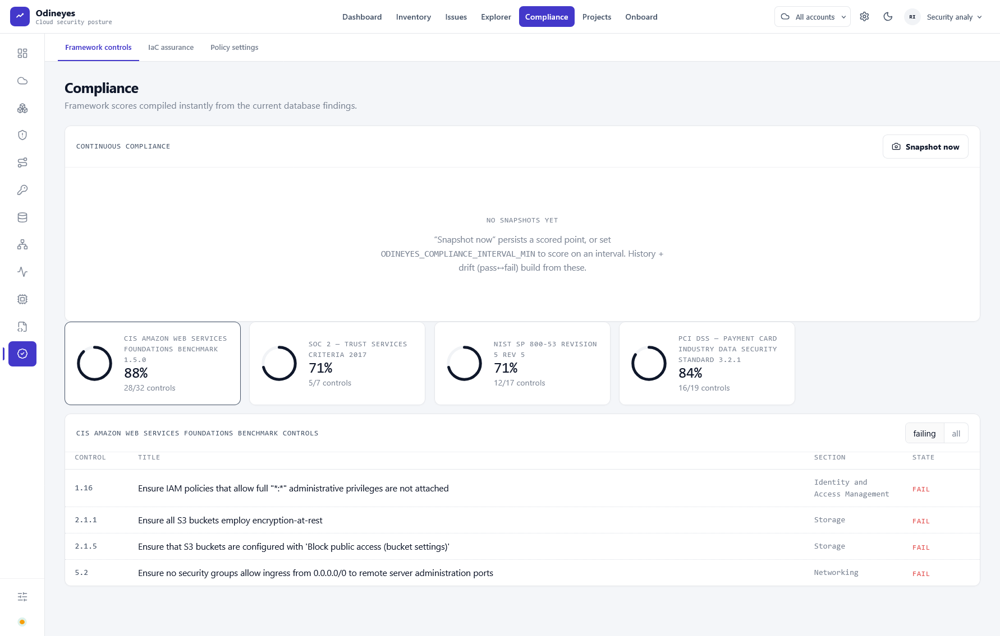 Odineyes
Cloud security posture
Dashboard
Inventory
Issues
Explorer
Compliance
Projects
Onboard
All accounts
RI
Security analy
Framework controls
IaC assurance
Policy settings
Compliance
Framework scores compiled instantly from the current database findings.
CONTINUOUS COMPLIANCE
Snapshot now
NO SNAPSHOTS YET
“Snapshot now” persists a scored point, or set
ODINEYES_COMPLIANCE_INTERVAL_MIN to score on an interval. History +
drift (pass↔fail) build from these.
CIS AMAZON WEB SERVICES
FOUNDATIONS BENCHMARK
1.5.0
88%
28/32 controls
SOC 2 — TRUST SERVICES
CRITERIA 2017
71%
5/7 controls
NIST SP 800-53 REVISION
5 REV 5
71%
12/17 controls
PCI DSS — PAYMENT CARD
INDUSTRY DATA SECURITY
STANDARD 3.2.1
84%
16/19 controls
CIS AMAZON WEB SERVICES FOUNDATIONS BENCHMARK CONTROLS
failing
all
CONTROL TITLE SECTION STATE
1.16 Ensure IAM policies that allow full "*:*" administrative privileges are not attached Identity and Access Management FAIL
2.1.1 Ensure all S3 buckets employ encryption-at-rest Storage FAIL
2.1.5 Ensure that S3 buckets are configured with 'Block public access (bucket settings)' Storage FAIL
5.2 Ensure no security groups allow ingress from 0.0.0.0/0 to remote server administration ports Networking FAIL